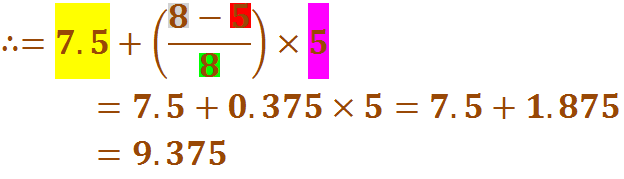 ∴= 7.5 + (8 − 5 / 8) × 5
= 7.5 + 0.375 × 5 = 7.5 + 1.875
= 9.375